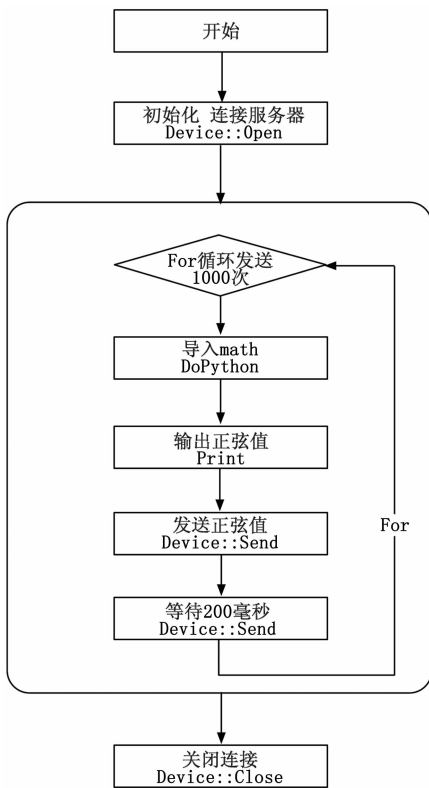 开始
初始化 连接服务器
Device::Open
For循环发送
1000次
导入math
DoPython
输出正弦值
Print
发送正弦值
Device::Send
For
等待200毫秒
Device::Send
关闭连接
Device::Close